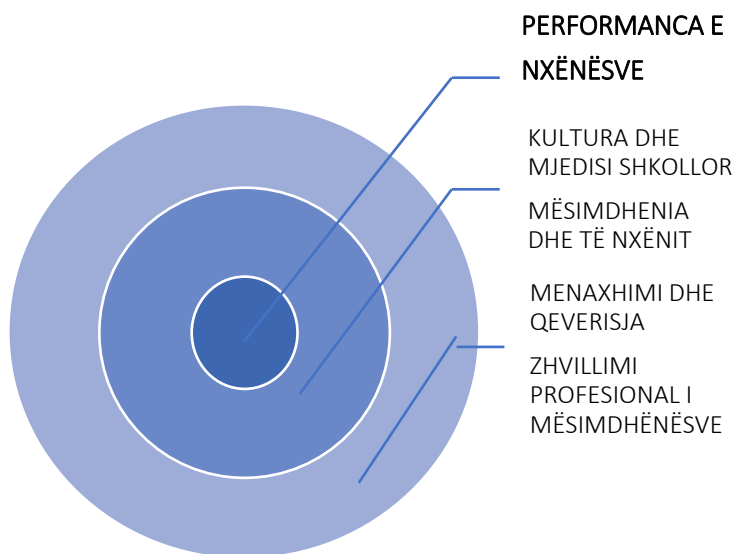 PERFORMANCA E
NXËNËSVE
KULTURA DHE
MJEDISI SHKOLLOR
MËSIMDHENIA
DHE TË NXËNIT
MENAXHIMI DHE
QEVERISJA
ZHVILLIMI
PROFESIONAL I
MËSIMDHËNËSVE